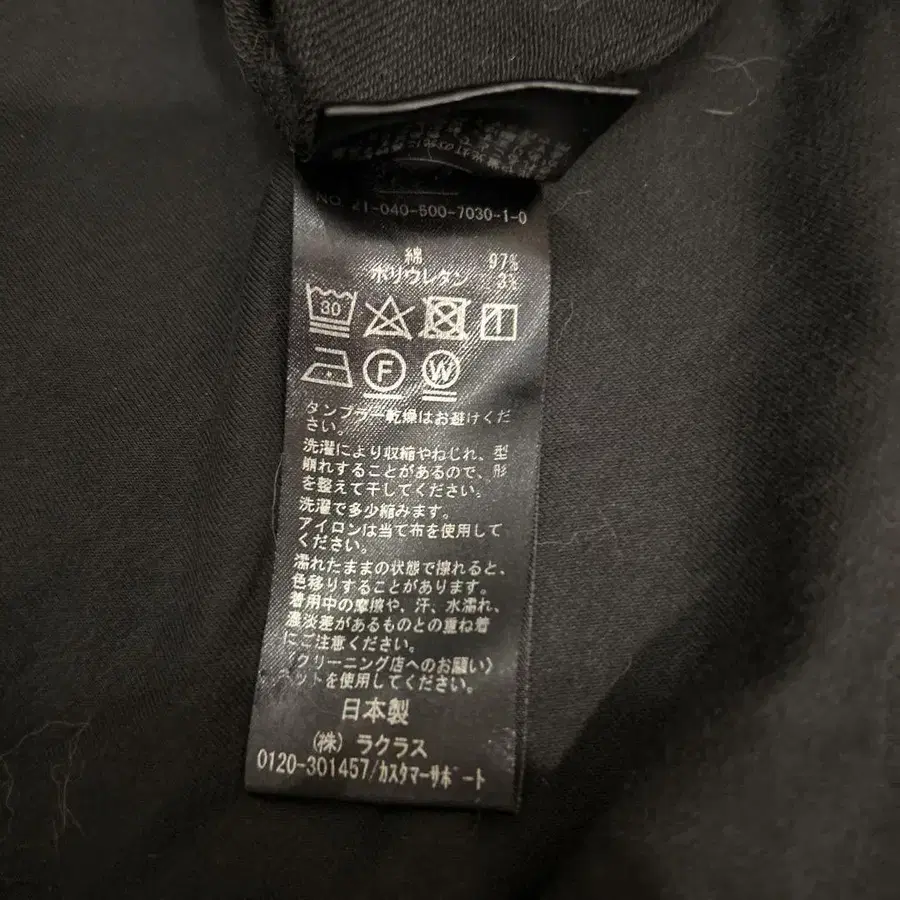 NO 21-040-500-7030-1-0
綿 97%
ポリウレタン 3%
30
F
W
タンブラー乾燥はお避けくだ
さい。
洗濯により収縮やねじれ、型
崩れすることがあるので、形
を整えて干してください。
洗濯で多少縮みます。
アイロンは当て布を使用して
ください。
濡れたままの状態で擦れると、
色移りすることがあります。
着用中の摩擦や、汗、水濡れ、
濃淡差があるものとの重ね着
にご注意ください。
クリーニング店へのお願い〉
ネットを使用してください。
日本製
(株) ラクラス
0120-301457/カスタマーサポート